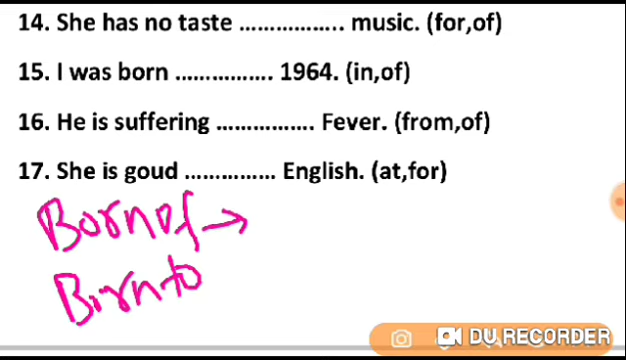 14. She has no taste ................. music. (for,of)
15. I was born ................ 1964. (in,of)
16. He is suffering ................ Fever. (from,of)
17. She is goud ............... English. (at,for)
Born of →
Born to
DU RECORDER